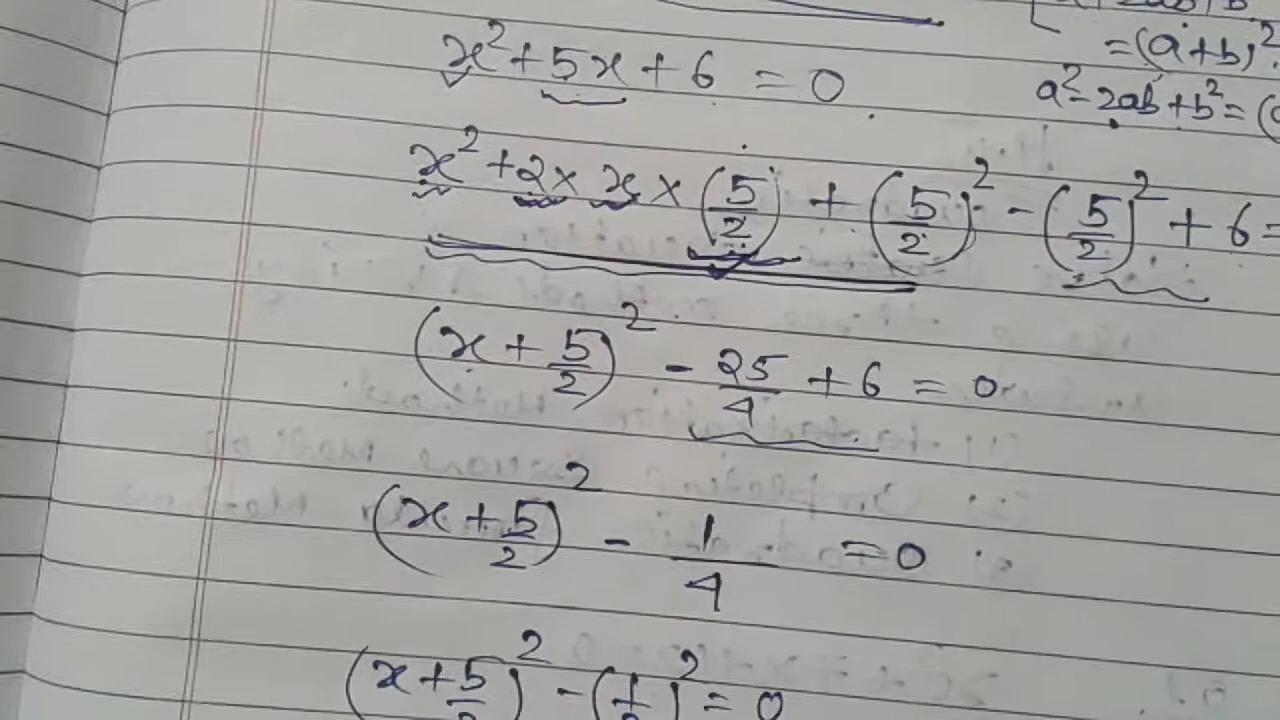 = (a+b)².
a² - 2ab + b² = (
x² + 5x + 6 = 0
x² + 2 × x × (5/2) + (5/2)² - (5/2)² + 6 =
(x + 5/2)² - 25/4 + 6 = 0
(x + 5/2)² - 1/4 = 0
(x + 5/2)² - (1/2)² = 0